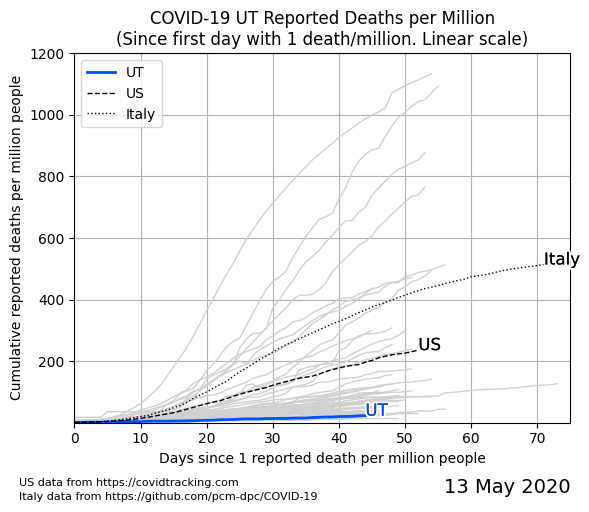 COVID-19 UT Reported Deaths per Million
(Since first day with 1 death/million. Linear scale)
Cumulative reported deaths per million people
1200
1000
800
600
400
200
UT
US
Italy
Italy
US
UT
0 10 20 30 40 50 60 70
Days since 1 reported death per million people
US data from https://covidtracking.com
Italy data from https://github.com/pcm-dpc/COVID-19
13 May 2020